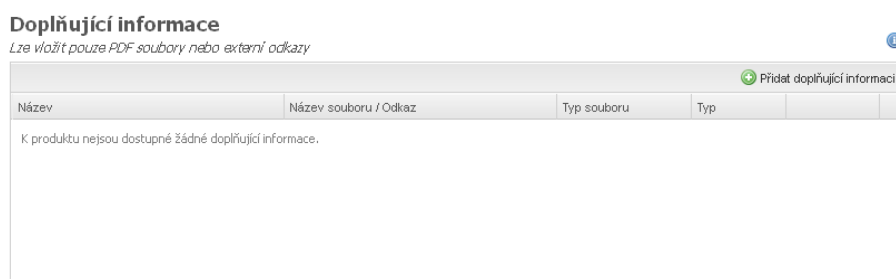 Doplňující informace
Lze vložit pouze PDF soubory nebo externí odkazy
Přidat doplňující informaci
Název Název souboru / Odkaz Typ souboru Typ
K produktu nejsou dostupné žádné doplňující informace.